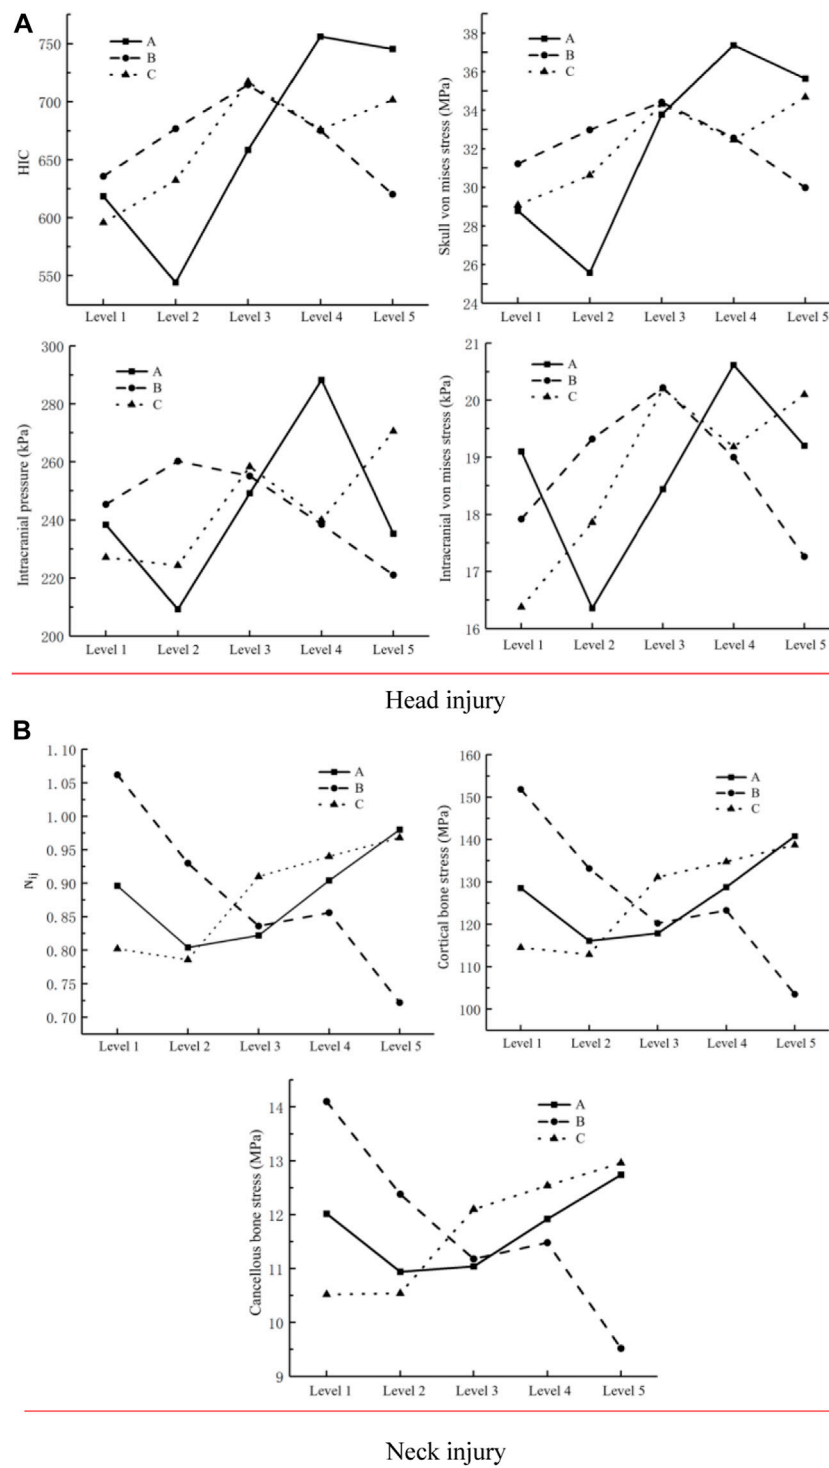 A
HIC
750
700
650
600
550
A
B
C
Level 1 Level 2 Level 3 Level 4 Level 5
Skull von mises stress (MPa)
38
36
34
32
30
28
26
24
A
B
C
Level 1 Level 2 Level 3 Level 4 Level 5
Intracranial pressure (kPa)
300
280
260
240
220
200
A
B
C
Level 1 Level 2 Level 3 Level 4 Level 5
Intracranial von mises stress (kPa)
21
20
19
18
17
16
A
B
C
Level 1 Level 2 Level 3 Level 4 Level 5
Head injury
B
Nij
1.10
1.05
1.00
0.95
0.90
0.85
0.80
0.75
0.70
A
B
C
Level 1 Level 2 Level 3 Level 4 Level 5
Cortical bone stress (MPa)
160
150
140
130
120
110
100
A
B
C
Level 1 Level 2 Level 3 Level 4 Level 5
Cancellous bone stress (MPa)
14
13
12
11
10
9
A
B
C
Level 1 Level 2 Level 3 Level 4 Level 5
Neck injury